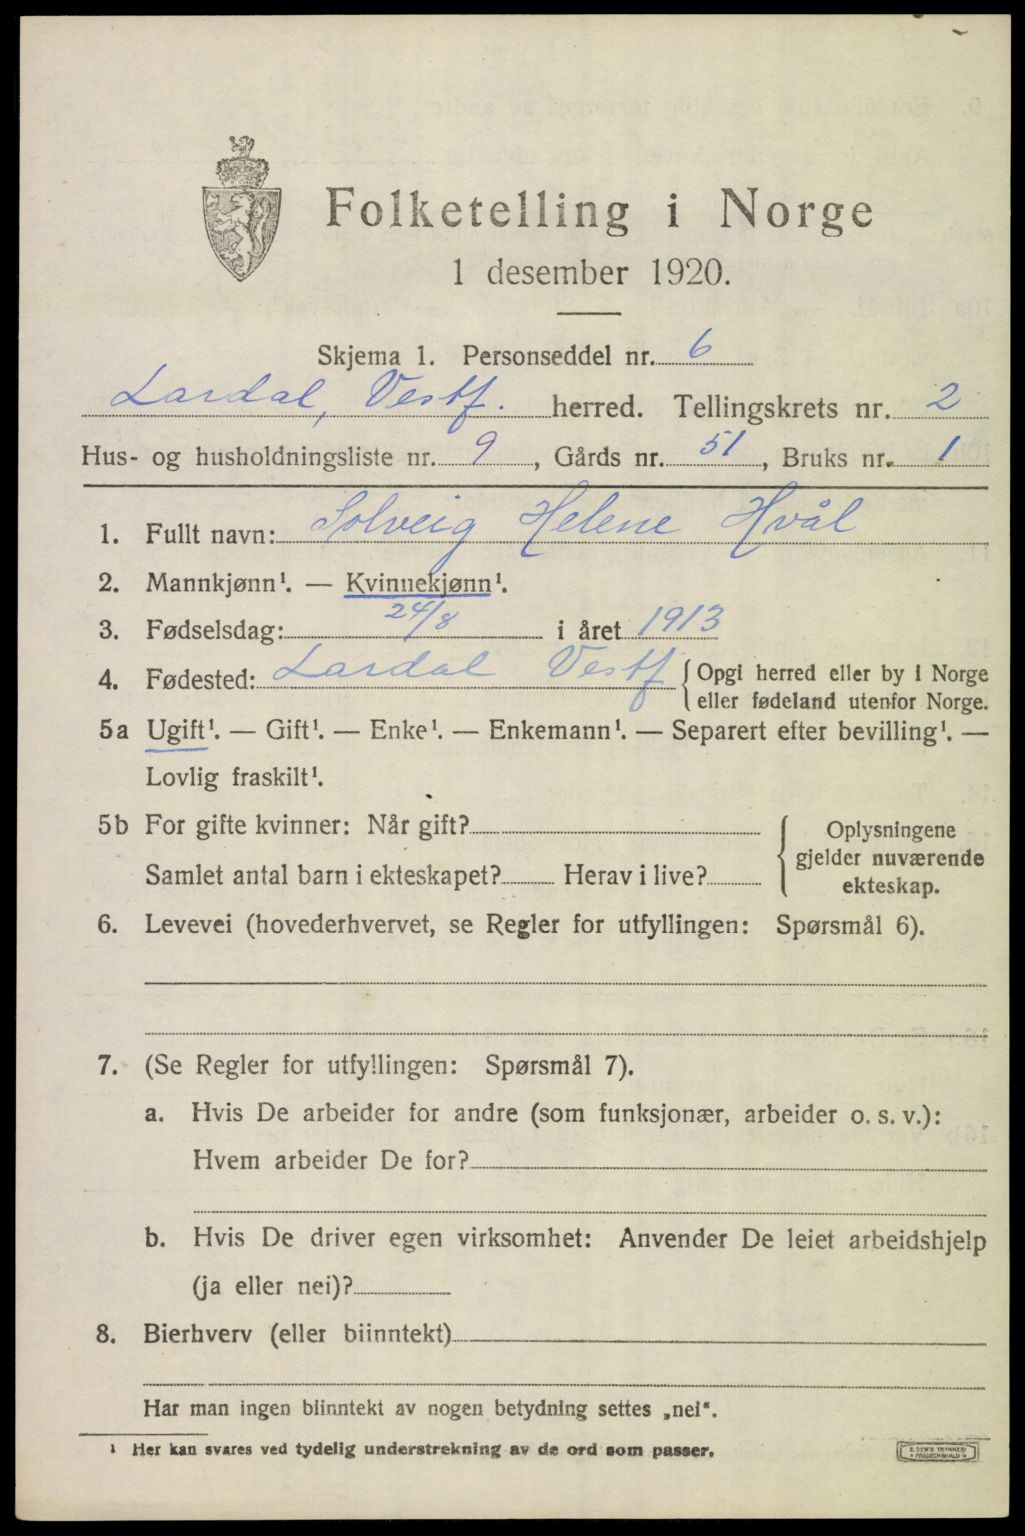 Folketelling i Norge
1 desember 1920.
Skjema 1. Personseddel nr. 6
Lardal, Vestf. herred. Tellingskrets nr. 2
Hus- og husholdningsliste nr. 9, Gårds nr. 51, Bruks nr. 1
1. Fullt navn: Solveig Helene Hvål
2. Mannkjønn¹. — Kvinnekjønn¹.
3. Fødselsdag: 24/8 i året 1913
4. Fødested: Lardal Vestf { Opgi herred eller by i Norge
eller fødeland utenfor Norge.
5a Ugift¹. — Gift¹. — Enke¹. — Enkemann¹. — Separert efter bevilling¹. —
Lovlig fraskilt¹.
5b For gifte kvinner: Når gift?
Samlet antal barn i ekteskapet? Herav i live?
{ Oplysningene
gjelder nuværende
ekteskap.
6. Levevei (hovederhvervet, se Regler for utfyllingen: Spørsmål 6).
7. (Se Regler for utfyllingen: Spørsmål 7).
a. Hvis De arbeider for andre (som funksjonær, arbeider o. s. v.):
Hvem arbeider De for?
b. Hvis De driver egen virksomhet: Anvender De leiet arbeidshjelp
(ja eller nei)?
8. Bierhverv (eller biinntekt)
Har man ingen biinntekt av nogen betydning settes „nei“.
¹ Her kan svares ved tydelig understrekning av de ord som passer.